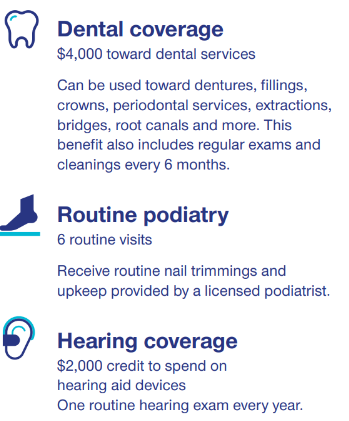 Dental coverage
$4,000 toward dental services
Can be used toward dentures, fillings,
crowns, periodontal services, extractions,
bridges, root canals and more. This
benefit also includes regular exams and
cleanings every 6 months.
Routine podiatry
6 routine visits
Receive routine nail trimmings and
upkeep provided by a licensed podiatrist.
Hearing coverage
$2,000 credit to spend on
hearing aid devices
One routine hearing exam every year.